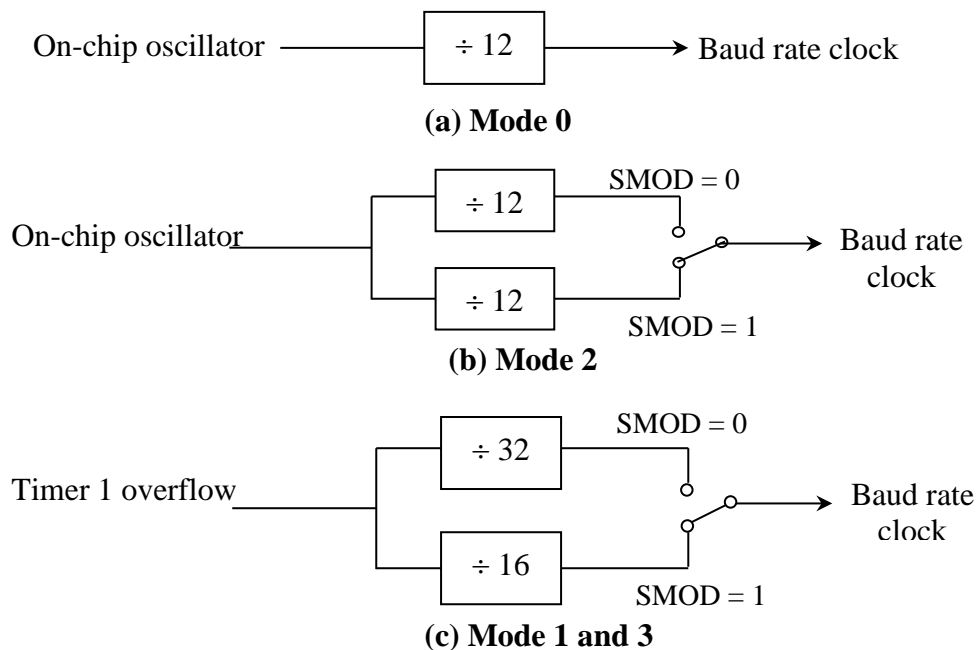 On-chip oscillator
÷ 12
Baud rate clock
(a) Mode 0
SMOD = 0
÷ 12
On-chip oscillator
Baud rate
clock
÷ 12
SMOD = 1
(b) Mode 2
SMOD = 0
÷ 32
Timer 1 overflow
Baud rate
clock
÷ 16
SMOD = 1
(c) Mode 1 and 3